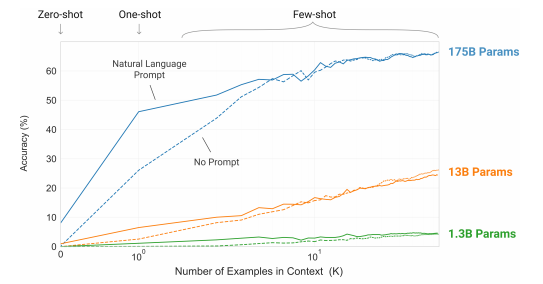 Zero-shot One-shot Few-shot
175B Params
Natural Language
Prompt
No Prompt
13B Params
1.3B Params
Accuracy (%)
60
50
40
30
20
10
0
0 10⁰ 10¹
Number of Examples in Context (K)